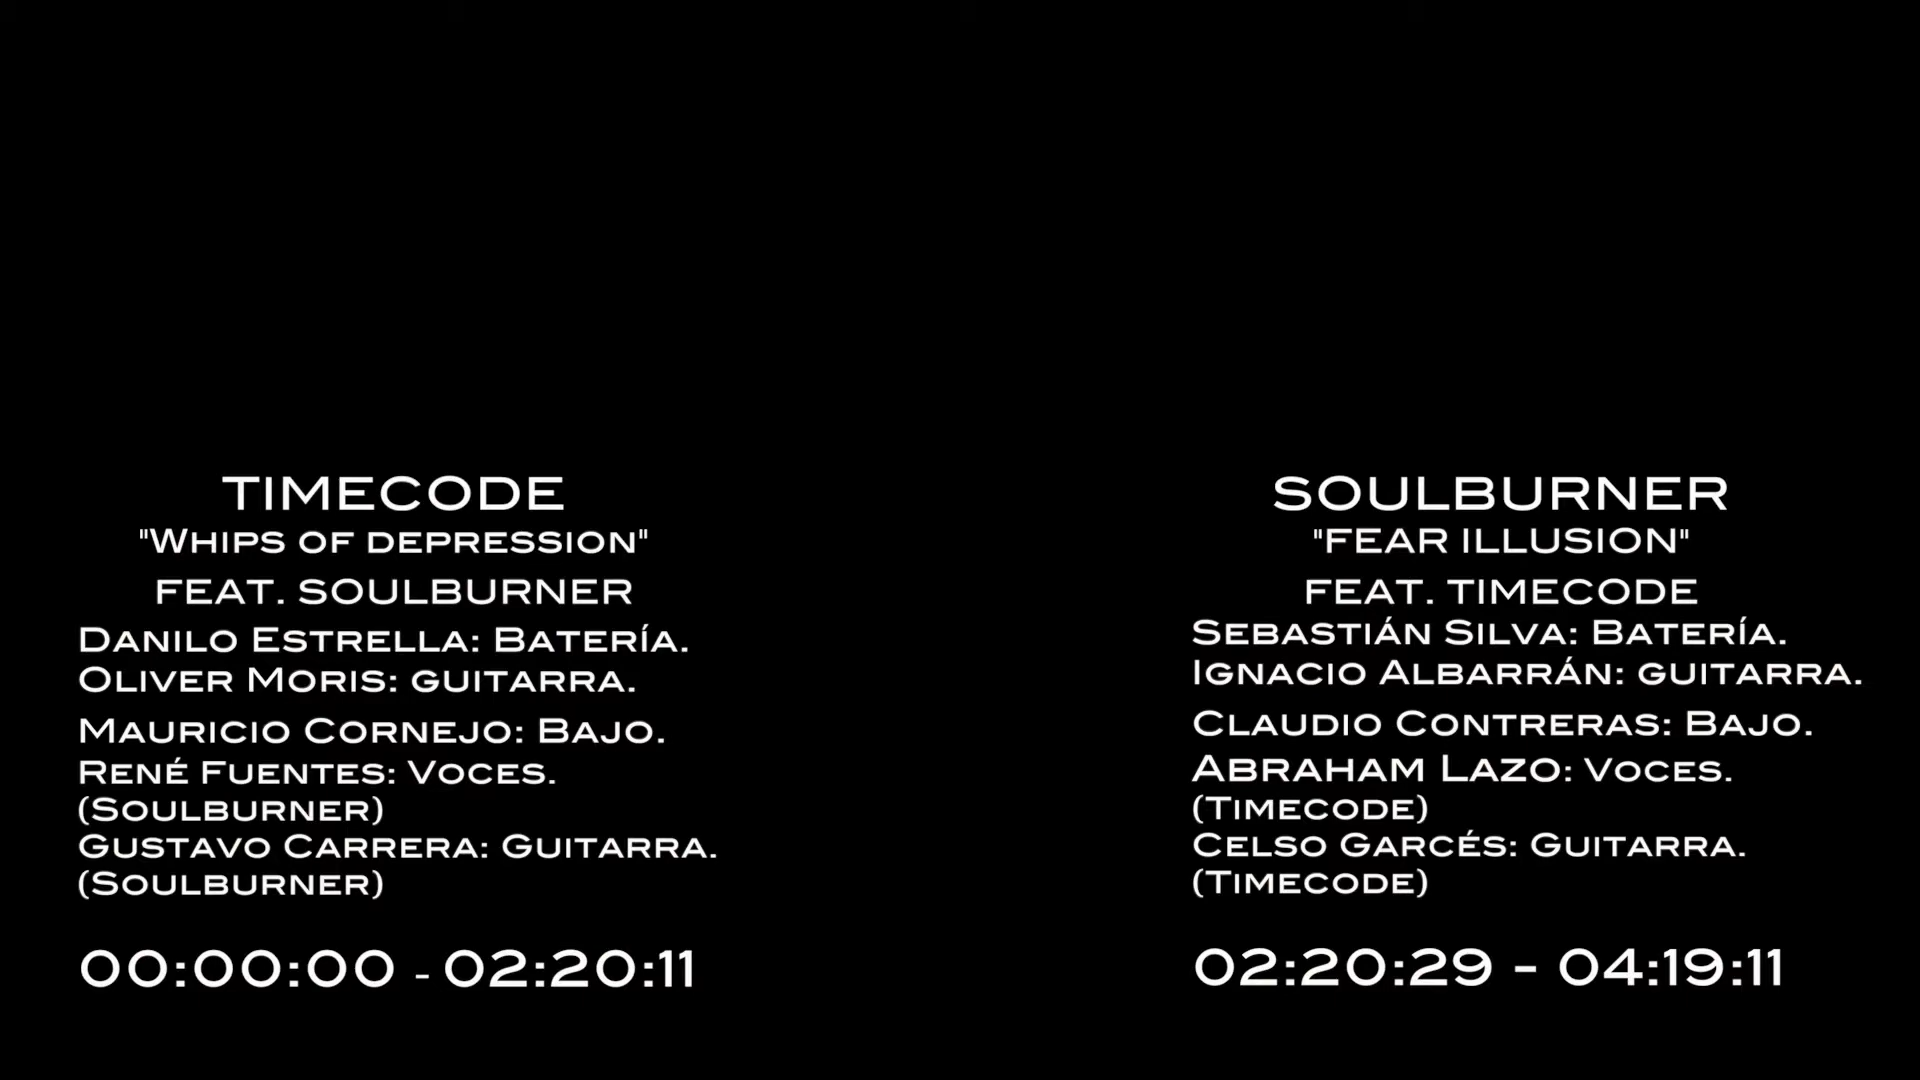 TIMECODE
"Whips of depression"
FEAT. SOULBURNER
Danilo Estrella: Batería.
Oliver Moris: guitarra.
Mauricio Cornejo: Bajo.
René Fuentes: Voces.
(Soulburner)
Gustavo Carrera: Guitarra.
(Soulburner)
00:00:00 - 02:20:11
SOULBURNER
"FEAR ILLUSION"
FEAT. TIMECODE
Sebastián Silva: Batería.
Ignacio Albarrán: guitarra.
Claudio Contreras: Bajo.
Abraham Lazo: Voces.
(Timecode)
Celso Garcés: Guitarra.
(Timecode)
02:20:29 - 04:19:11